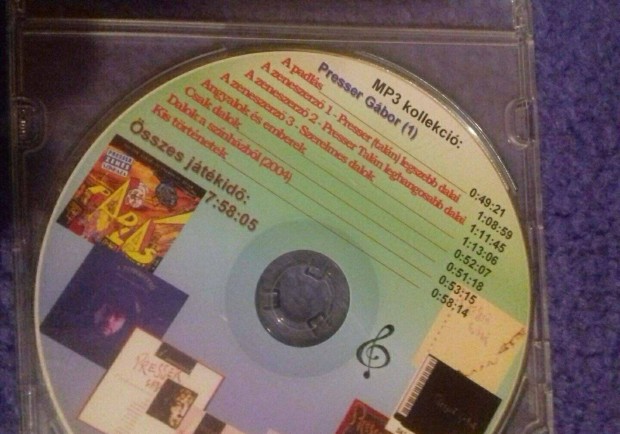 MP3 kollekció:
Presser Gábor (1)
A padlás 0:49:21
A zeneszerző 1 - Presser (talán) legszebb dalai 1:08:59
A zeneszerző 2 - Presser Talán leghangosabb dalai 1:11:45
A zeneszerző 3 - Szerelmes dalok 1:13:06
Angyalok és emberek 0:52:07
Csak dalok 0:51:18
Dalok a színházból (2004) 0:53:15
Kis történetek 0:58:14
Összes játékidő:
7:58:05
PRESSER